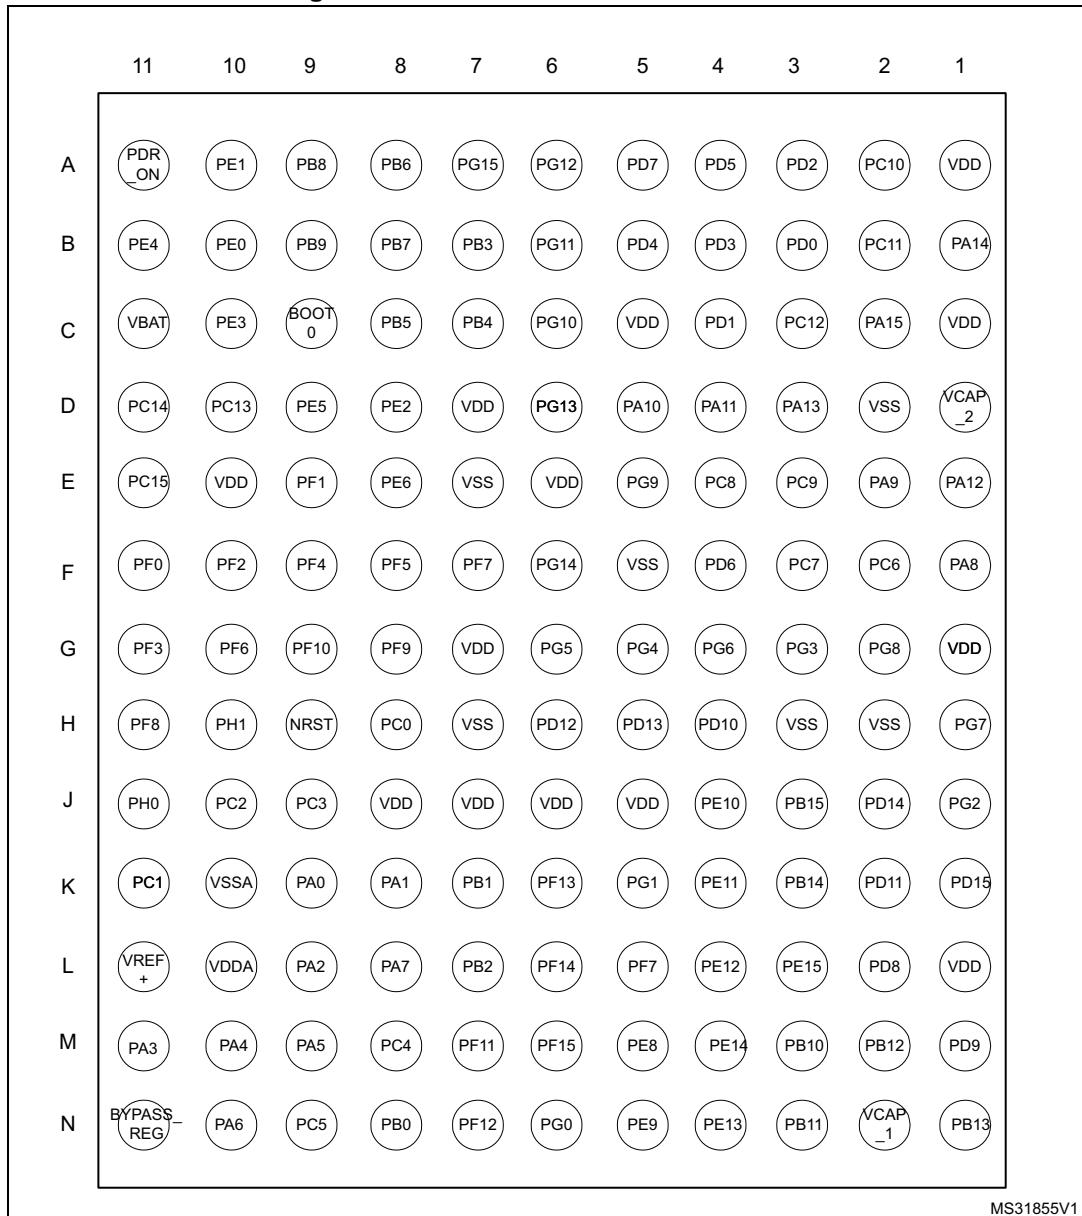 11 10 9 8 7 6 5 4 3 2 1
A PDR_ON PE1 PB8 PB6 PG15 PG12 PD7 PD5 PD2 PC10 VDD
B PE4 PE0 PB9 PB7 PB3 PG11 PD4 PD3 PD0 PC11 PA14
C VBAT PE3 BOOT0 PB5 PB4 PG10 VDD PD1 PC12 PA15 VDD
D PC14 PC13 PE5 PE2 VDD PG13 PA10 PA11 PA13 VSS VCAP_2
E PC15 VDD PF1 PE6 VSS VDD PG9 PC8 PC9 PA9 PA12
F PF0 PF2 PF4 PF5 PF7 PG14 VSS PD6 PC7 PC6 PA8
G PF3 PF6 PF10 PF9 VDD PG5 PG4 PG6 PG3 PG8 VDD
H PF8 PH1 NRST PC0 VSS PD12 PD13 PD10 VSS VSS PG7
J PH0 PC2 PC3 VDD VDD VDD VDD PE10 PB15 PD14 PG2
K PC1 VSSA PA0 PA1 PB1 PF13 PG1 PE11 PB14 PD11 PD15
L VREF+ VDDA PA2 PA7 PB2 PF14 PF7 PE12 PE15 PD8 VDD
M PA3 PA4 PA5 PC4 PF11 PF15 PE8 PE14 PB10 PB12 PD9
N BYPASS_REG PA6 PC5 PB0 PF12 PG0 PE9 PE13 PB11 VCAP_1 PB13
MS31855V1